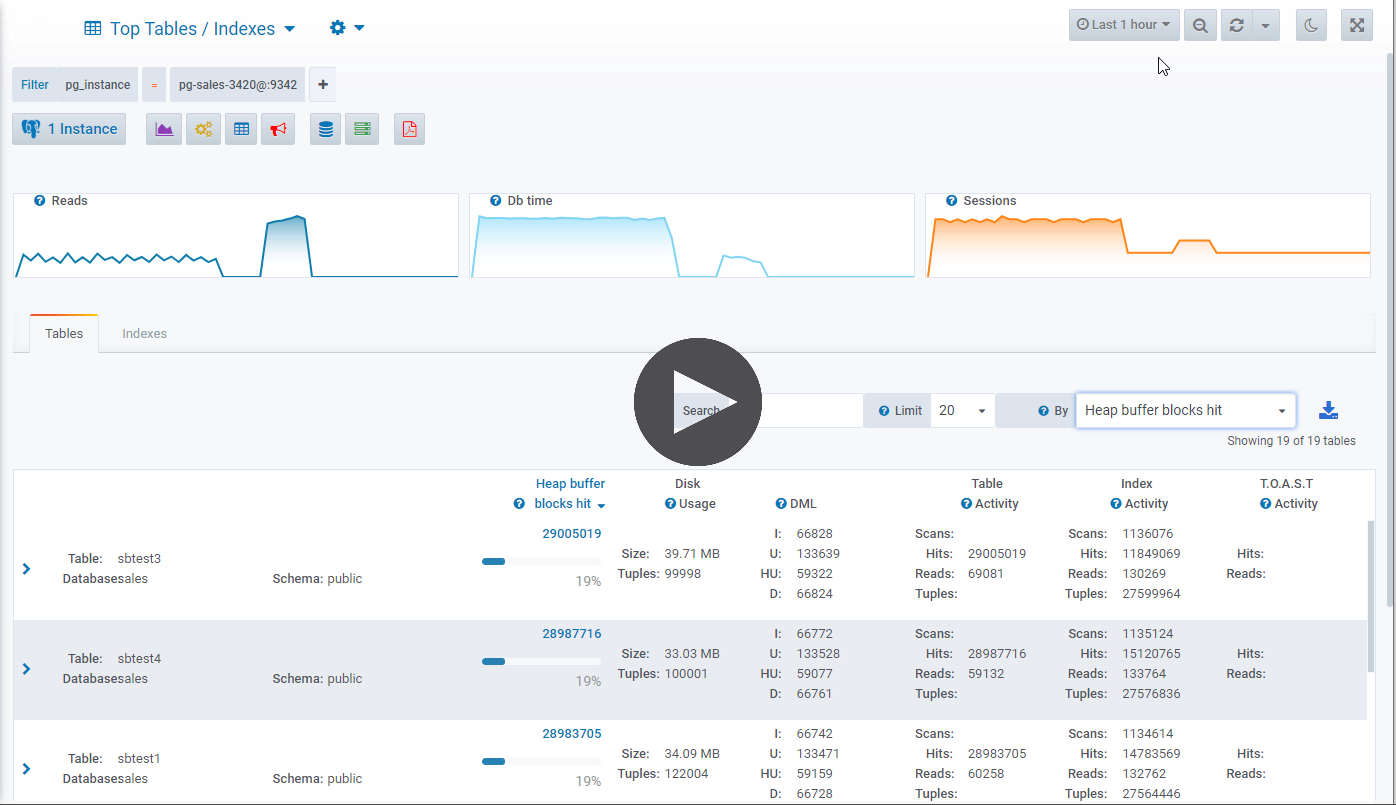 Top Tables / Indexes
Last 1 hour
Filter pg_instance = pg-sales-3420@:9342 +
1 Instance
Reads
Db time
Sessions
Tables Indexes
Search Limit 20 By Heap buffer blocks hit
Showing 19 of 19 tables
Heap buffer Disk Table Index T.O.A.S.T
blocks hit Usage DML Activity Activity Activity
29005019 I: 66828 Scans: Scans: 1136076
Table: sbtest3 Size: 39.71 MB U: 133639 Hits: 29005019 Hits: 11849069 Hits:
Databasesales Schema: public 19% Tuples: 99998 HU: 59322 Reads: 69081 Reads: 130269 Reads:
D: 66824 Tuples: Tuples: 27599964
28987716 I: 66772 Scans: Scans: 1135124
Table: sbtest4 Size: 33.03 MB U: 133528 Hits: 28987716 Hits: 15120765 Hits:
Databasesales Schema: public 19% Tuples: 100001 HU: 59077 Reads: 59132 Reads: 133764 Reads:
D: 66761 Tuples: Tuples: 27576836
28983705 I: 66742 Scans: Scans: 1134614
Table: sbtest1 Size: 34.09 MB U: 133471 Hits: 28983705 Hits: 14783569 Hits:
Databasesales Schema: public 19% Tuples: 122004 HU: 59159 Reads: 60258 Reads: 132762 Reads:
D: 66728 Tuples: Tuples: 27564446